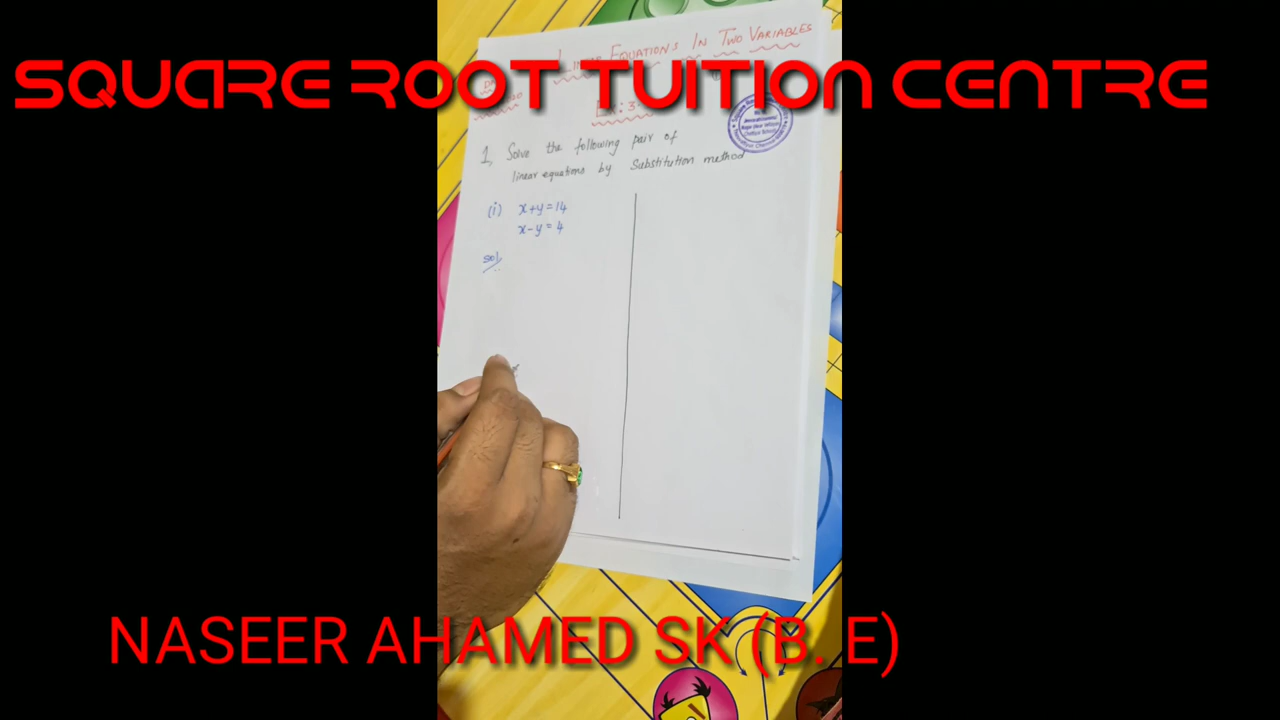 SQUARE ROOT TUITION CENTRE
LINEAR EQUATIONS IN TWO VARIABLES
1, Solve the following pair of
linear equations by Substitution method
(i) x+y=14
x-y=4
Sol
NASEER AHAMED SK (B. E)